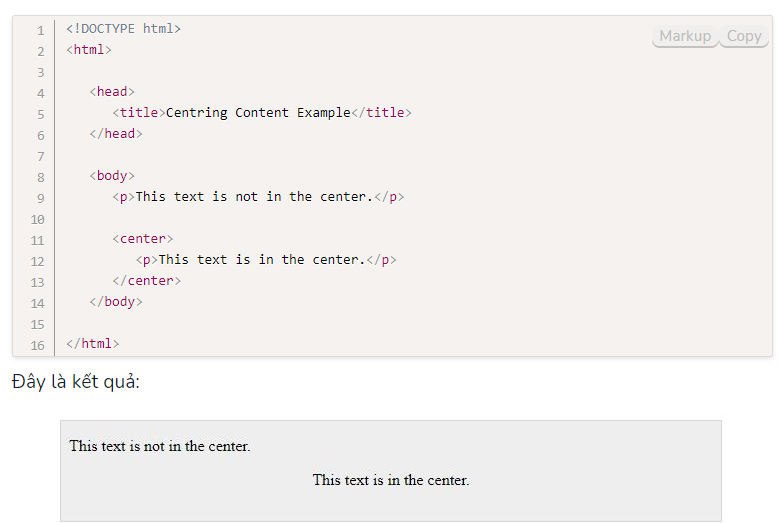 Markup Copy
1 <!DOCTYPE html>
2 <html>
3
4 <head>
5 <title>Centring Content Example</title>
6 </head>
7
8 <body>
9 <p>This text is not in the center.</p>
10
11 <center>
12 <p>This text is in the center.</p>
13 </center>
14 </body>
15
16 </html>
Đây là kết quả:
This text is not in the center.
This text is in the center.